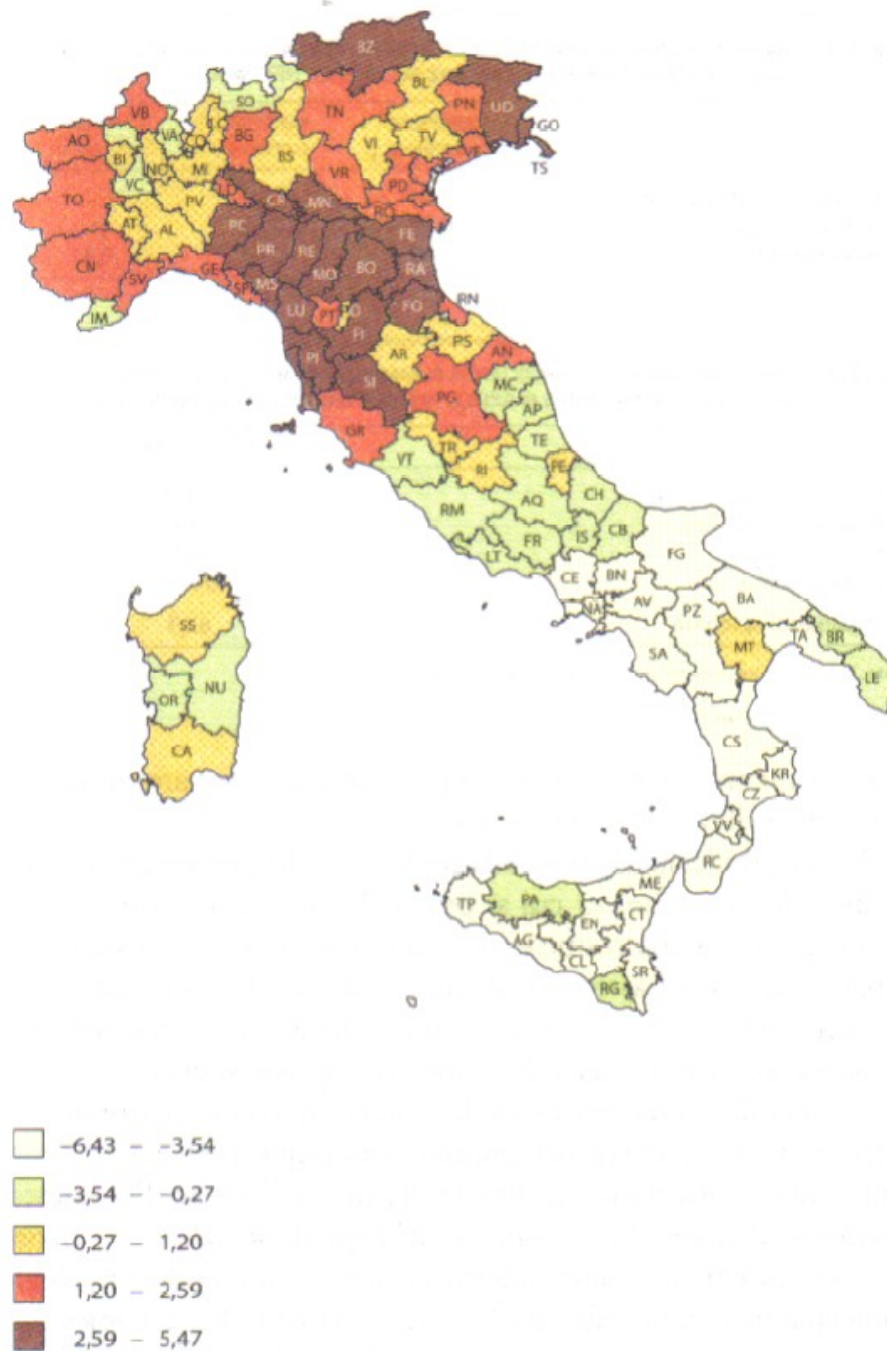 BZ
SO
VB
TN
BL
PN
UD
GO
TS
AO
VA
BG
BI
NO
MI
BS
VI
TV
VR
PD
VC
TO
PV
AT
AL
CR
MN
RO
CN
SV
GE
SP
PC
PR
RE
MO
BO
FE
RA
MS
IM
LU
PT
FI
FO
RN
PI
AR
PS
AN
SI
PG
MC
AP
GR
TR
TE
VT
RI
PE
AQ
CH
RM
FR
IS
CB
LT
FG
CE
BN
BA
NA
AV
PZ
SS
SA
MT
TA
BR
LE
NU
OR
CS
CA
KR
CZ
VV
RC
ME
TP
PA
EN
CT
AG
CL
SR
RG
–6,43 – –3,54
–3,54 – –0,27
–0,27 – 1,20
1,20 – 2,59
2,59 – 5,47